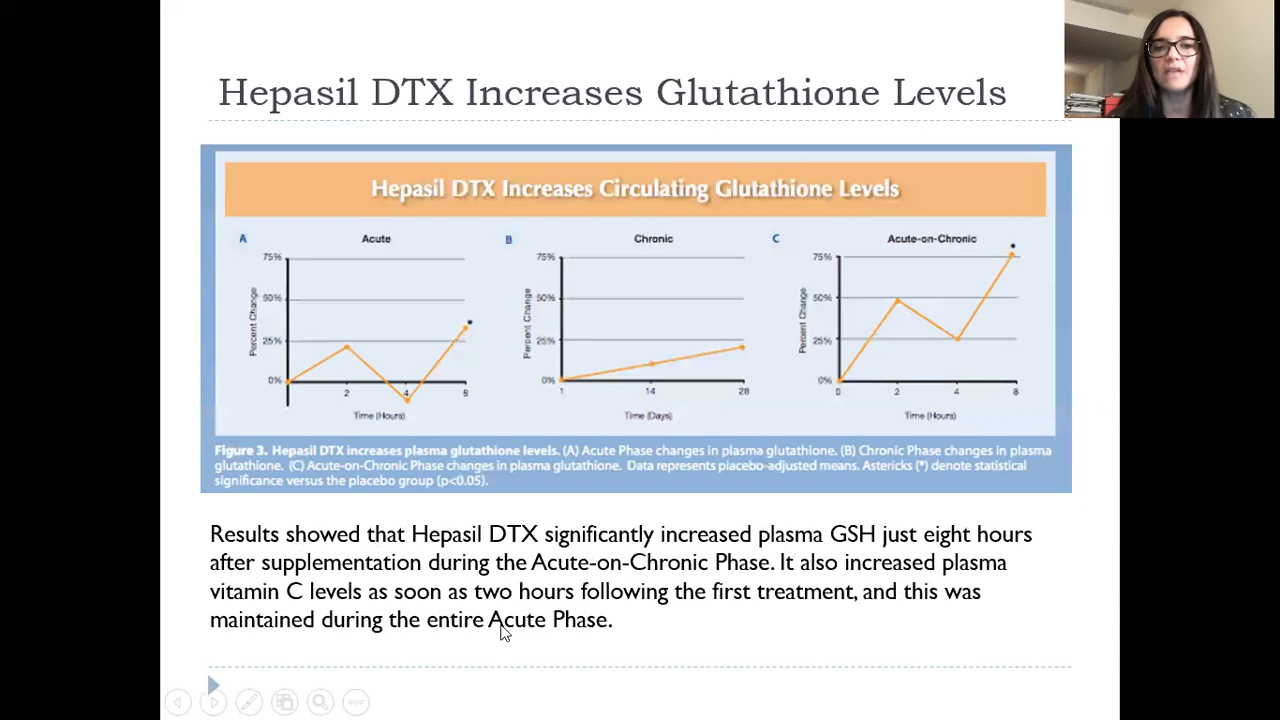 Hepasil DTX Increases Glutathione Levels
Hepasil DTX Increases Circulating Glutathione Levels
A
Acute
75%
50%
25%
0%
Percent Change
2
4
8
Time (Hours)
*
B
Chronic
75%
50%
25%
0%
Percent Change
1
14
28
Time (Days)
C
Acute-on-Chronic
75%
50%
25%
0%
Percent Change
0
2
4
8
Time (Hours)
*
Figure 3. Hepasil DTX increases plasma glutathione levels. (A) Acute Phase changes in plasma glutathione. (B) Chronic Phase changes in plasma
glutathione. (C) Acute-on-Chronic Phase changes in plasma glutathione. Data represents placebo-adjusted means. Astericks (*) denote statistical
significance versus the placebo group (p<0.05).
Results showed that Hepasil DTX significantly increased plasma GSH just eight hours
after supplementation during the Acute-on-Chronic Phase. It also increased plasma
vitamin C levels as soon as two hours following the first treatment, and this was
maintained during the entire Acute Phase.